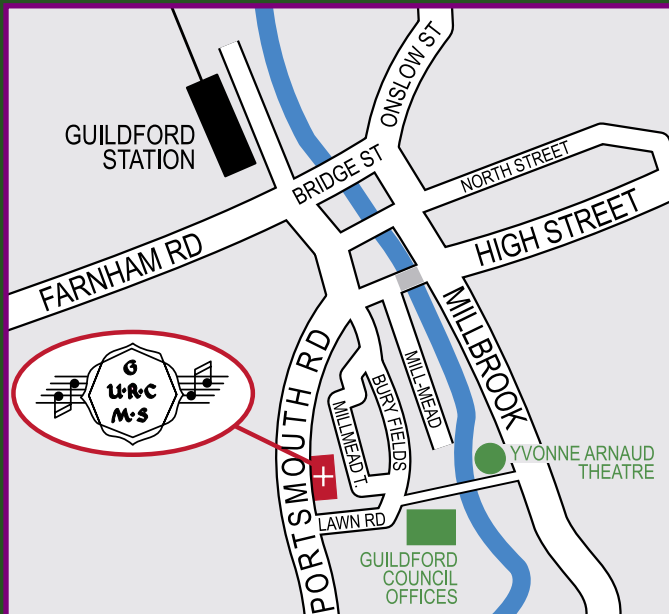 ONSLOW ST
GUILDFORD
STATION
BRIDGE ST
NORTH STREET
FARNHAM RD
HIGH STREET
G
U·R·C
M·S
PORTSMOUTH RD
MILLBROOK
MILL-MEAD
BURY FIELDS
MILLMEAD T.
YVONNE ARNAUD
THEATRE
LAWN RD
GUILDFORD
COUNCIL
OFFICES